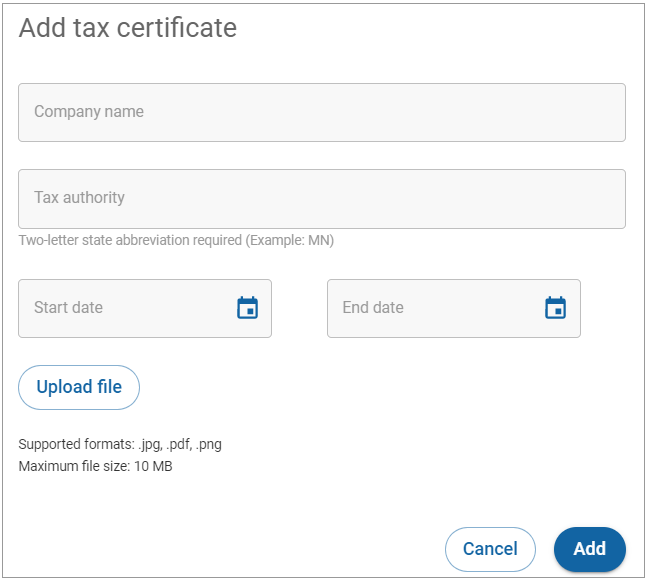 Add tax certificate
Company name
Tax authority
Two-letter state abbreviation required (Example: MN)
Start date
End date
Upload file
Supported formats: .jpg, .pdf, .png
Maximum file size: 10 MB
Cancel
Add